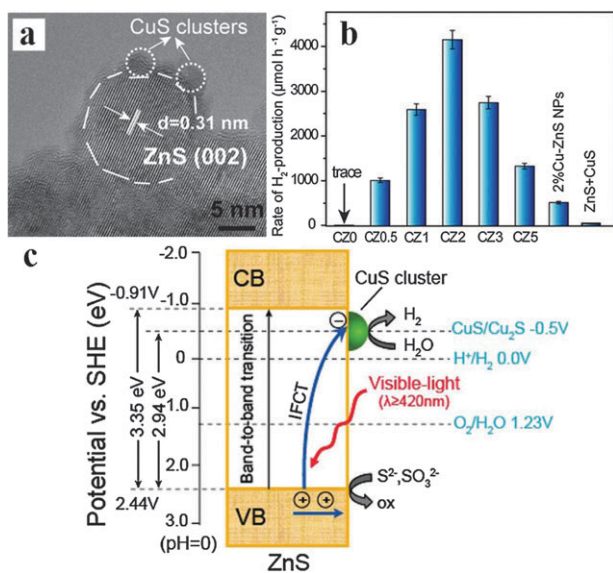 a
CuS clusters
d=0.31 nm
ZnS (002)
5 nm
b
Rate of H₂-production (μmol h⁻¹ g⁻¹)
4000
3000
2000
1000
0
trace
2%Cu-ZnS NPs
ZnS+CuS
CZ0 CZ0.5 CZ1 CZ2 CZ3 CZ5
c
Potential vs. SHE (eV)
-2.0
-1.0
0
1.0
2.0
3.0
(pH=0)
-0.91V
2.44V
3.35 eV
2.94 eV
CB
Band-to-band transition
IFCT
CuS cluster
H₂
H₂O
CuS/Cu₂S -0.5V
H⁺/H₂ 0.0V
Visible-light
(λ≥420nm)
O₂/H₂O 1.23V
S²⁻,SO₃²⁻
ox
VB
ZnS